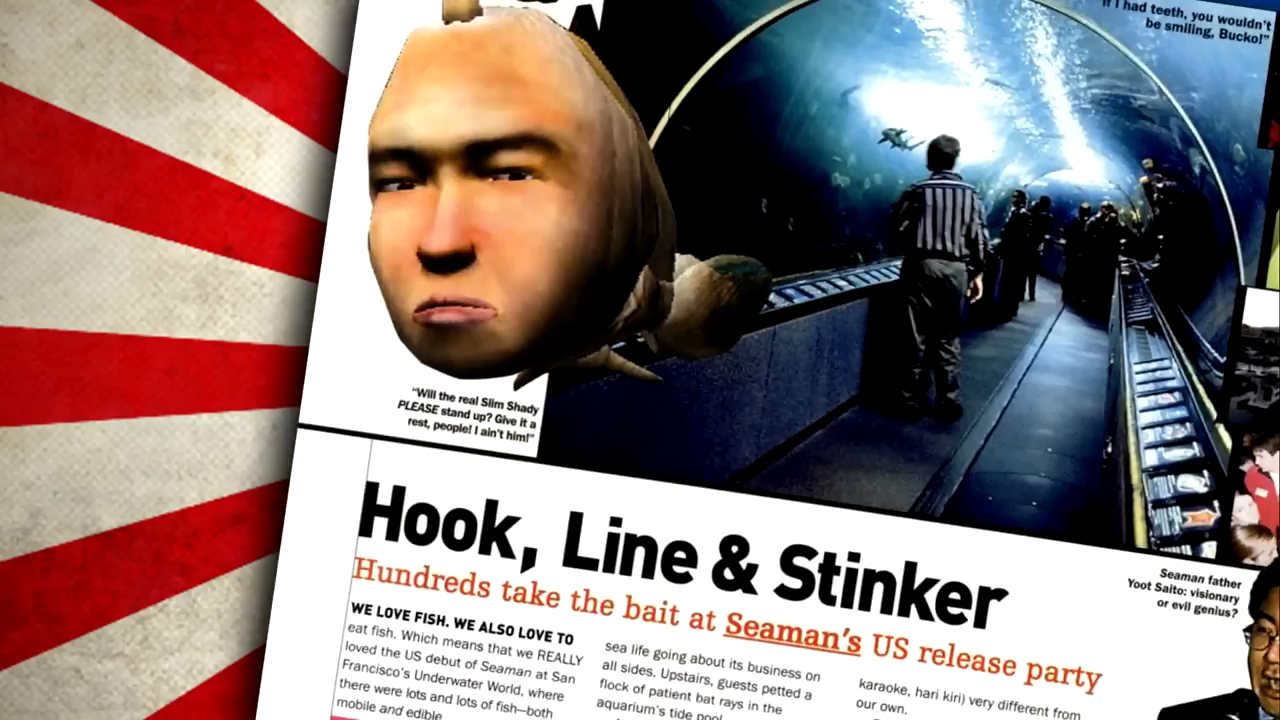 "If I had teeth, you wouldn't
be smiling, Bucko!"
"Will the real Slim Shady
PLEASE stand up? Give it a
rest, people! I ain't him!"
Hook, Line & Stinker
Hundreds take the bait at Seaman's US release party
Seaman father
Yoot Saito: visionary
or evil genius?
WE LOVE FISH. WE ALSO LOVE TO
eat fish. Which means that we REALLY
loved the US debut of Seaman at San
Francisco's Underwater World, where
there were lots and lots of fish—both
mobile and edible
sea life going about its business on
all sides. Upstairs, guests petted a
flock of patient bat rays in the
aquarium's tide pool
karaoke, hari kiri) very different from
our own.